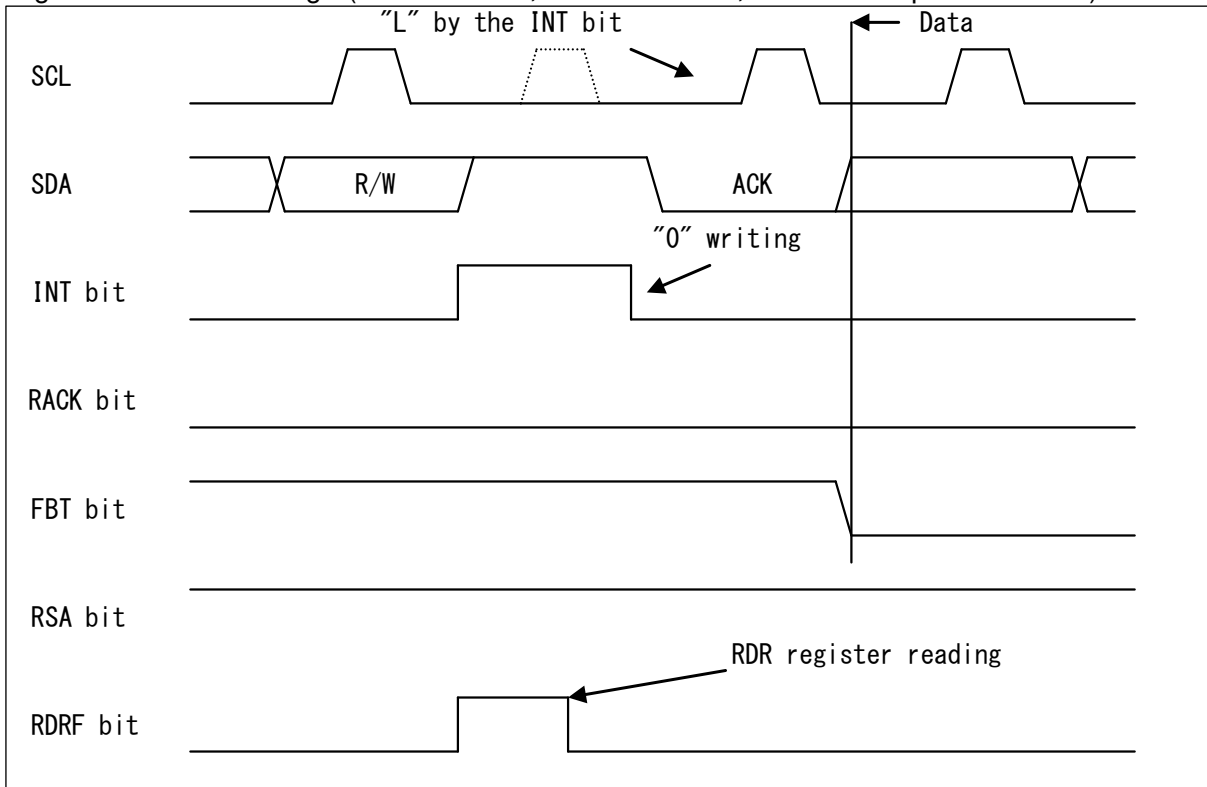 "L" by the INT bit
Data
SCL
SDA
R/W
ACK
"0" writing
INT bit
RACK bit
FBT bit
RSA bit
RDR register reading
RDRF bit